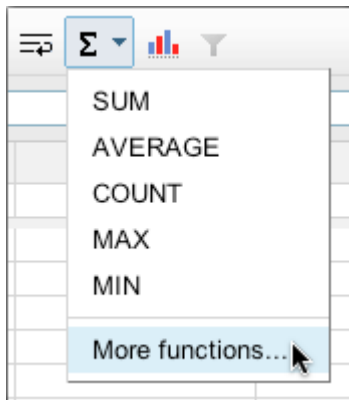 Σ
SUM
AVERAGE
COUNT
MAX
MIN
More functions...